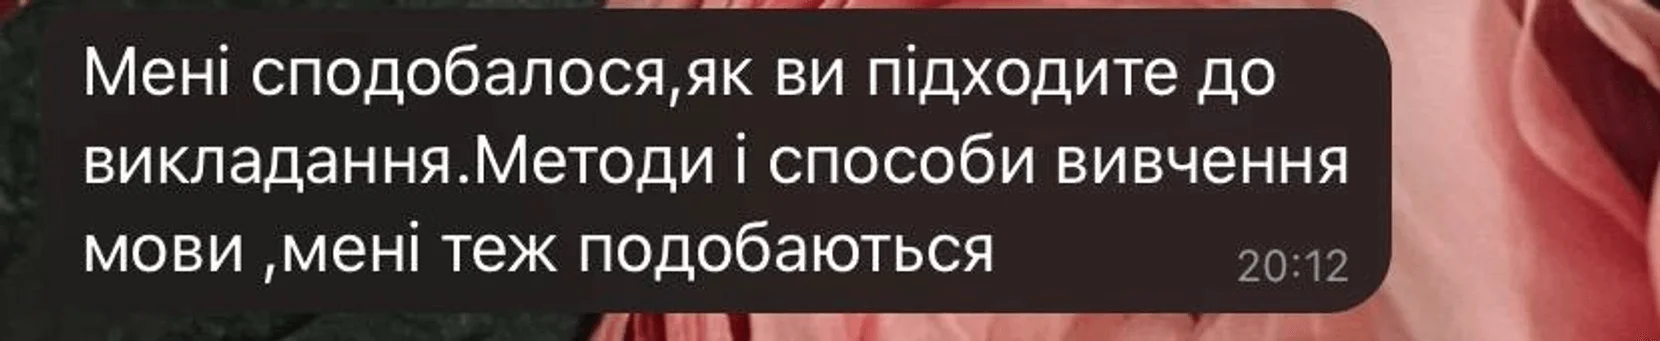 Мені сподобалося,як ви підходите до
викладання.Методи і способи вивчення
мови ,мені теж подобаються
20:12